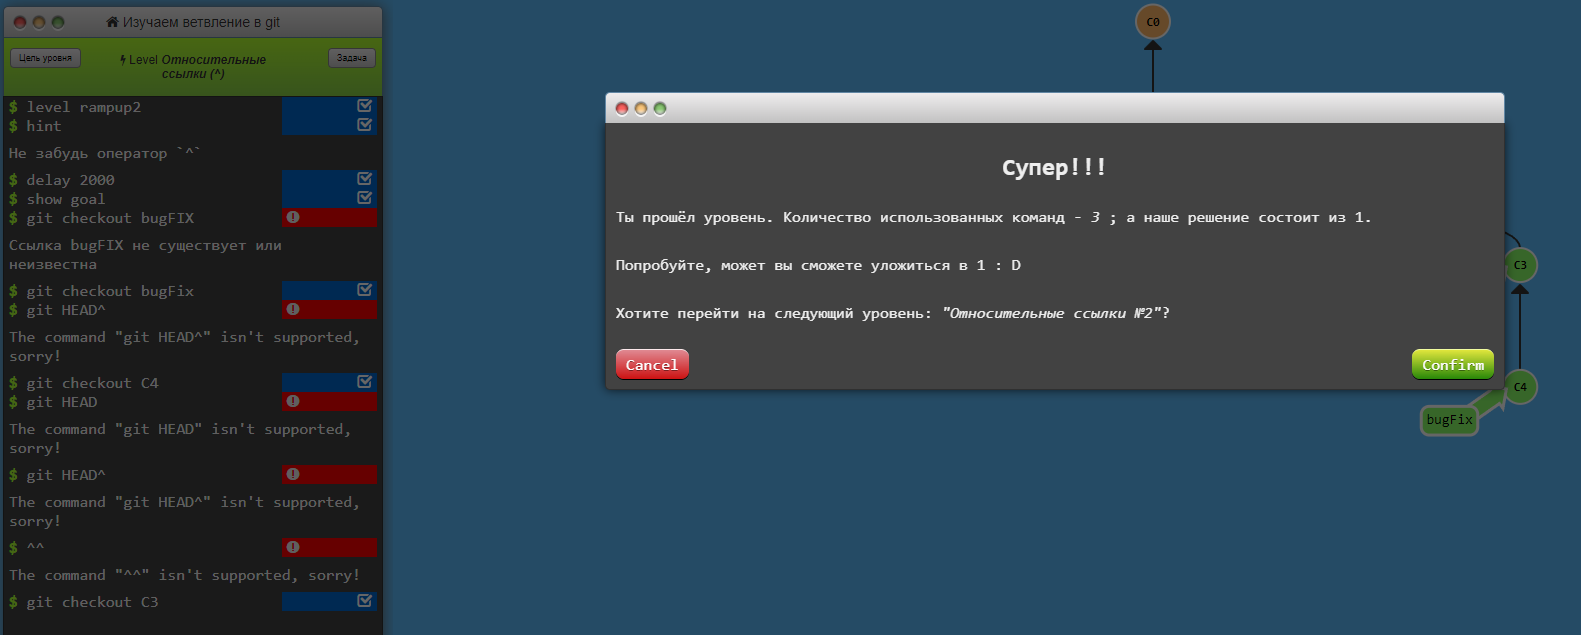 Изучаем ветвление в git
Цель уровня
Level Относительные
ссылки (^)
Задача
$ level rampup2
$ hint
Не забудь оператор `^`
$ delay 2000
$ show goal
$ git checkout bugFIX
Ссылка bugFIX не существует или
неизвестна
$ git checkout bugFix
$ git HEAD^
The command "git HEAD^" isn't supported,
sorry!
$ git checkout C4
$ git HEAD
The command "git HEAD" isn't supported,
sorry!
$ git HEAD^
The command "git HEAD^" isn't supported,
sorry!
$ ^^
The command "^^" isn't supported, sorry!
$ git checkout C3
C0
Супер!!!
Ты прошёл уровень. Количество использованных команд - 3 ; а наше решение состоит из 1.
Попробуйте, может вы сможете уложиться в 1 : D
Хотите перейти на следующий уровень: "Относительные ссылки №2"?
Cancel
Confirm
C3
C4
bugFix